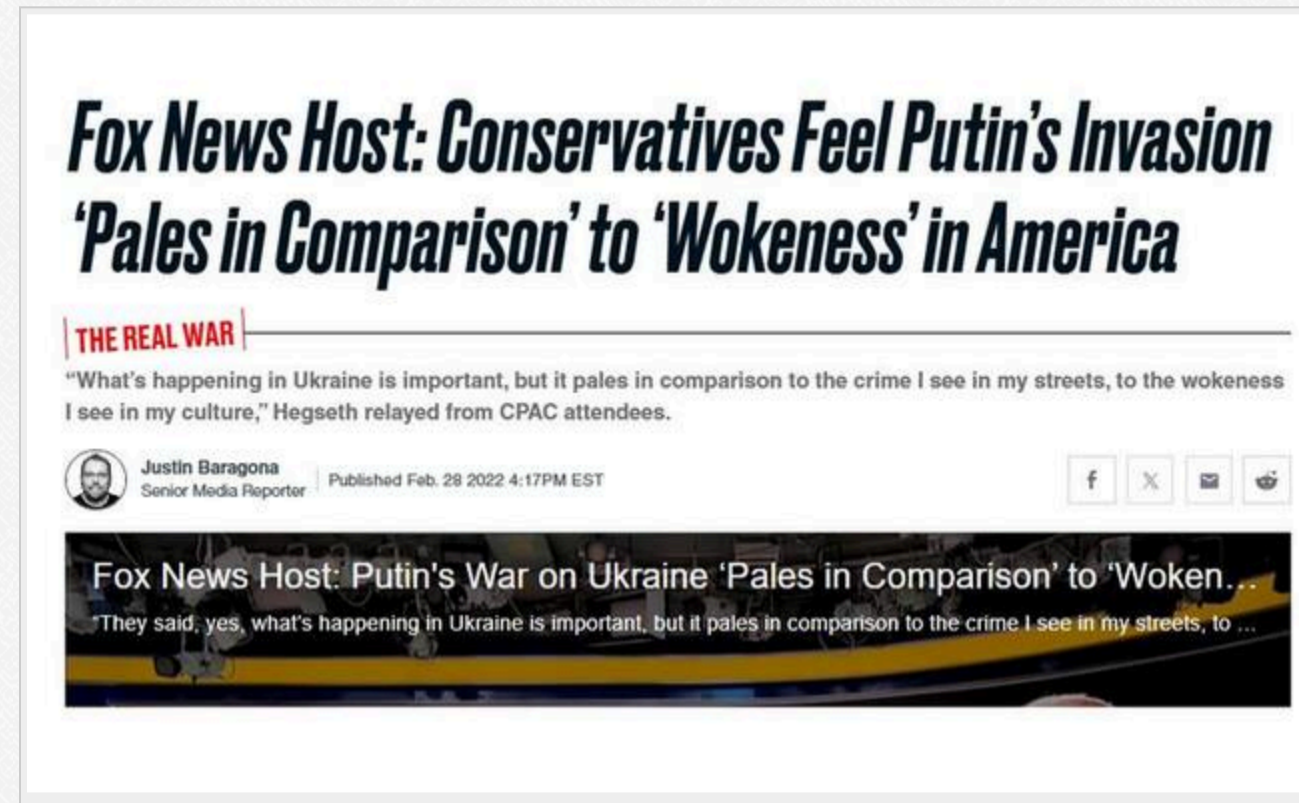 Fox News Host: Conservatives Feel Putin’s Invasion
‘Pales in Comparison’ to ‘Wokeness’ in America
THE REAL WAR
“What’s happening in Ukraine is important, but it pales in comparison to the crime I see in my streets, to the wokeness
I see in my culture,” Hegseth relayed from CPAC attendees.
Justin Baragona
Senior Media Reporter
Published Feb. 28 2022 4:17PM EST
Fox News Host: Putin's War on Ukraine ‘Pales in Comparison’ to ‘Woken…
“They said, yes, what’s happening in Ukraine is important, but it pales in comparison to the crime I see in my streets, to …